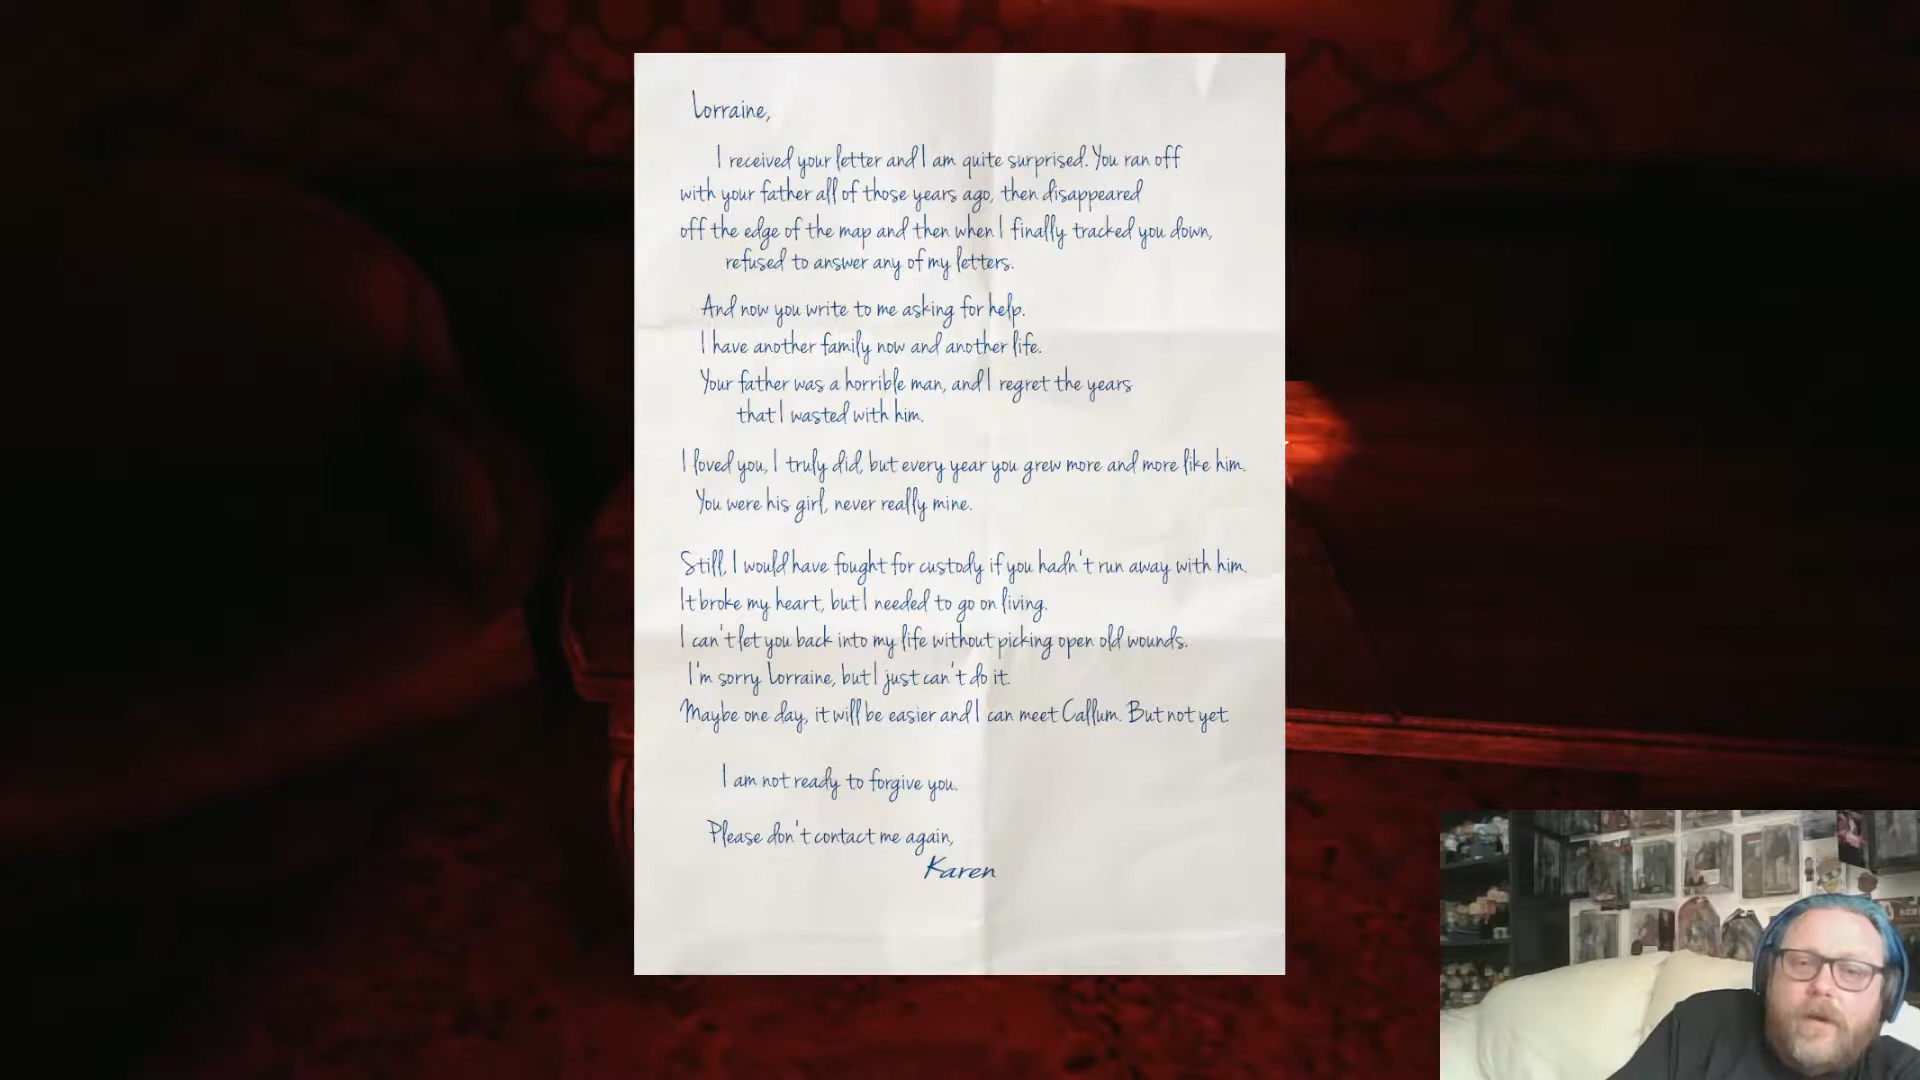 Lorraine,
I received your letter and I am quite surprised. You ran off
with your father all of those years ago, then disappeared
off the edge of the map and then when I finally tracked you down,
refused to answer any of my letters.
And now you write to me asking for help.
I have another family now and another life.
Your father was a horrible man, and I regret the years
that I wasted with him.
I loved you, I truly did, but every year you grew more and more like him.
You were his girl, never really mine.
Still, I would have fought for custody if you hadn't run away with him.
It broke my heart, but I needed to go on living.
I can't let you back into my life without picking open old wounds.
I'm sorry Lorraine, but I just can't do it.
Maybe one day, it will be easier and I can meet Callum. But not yet.
I am not ready to forgive you.
Please don't contact me again,
Karen